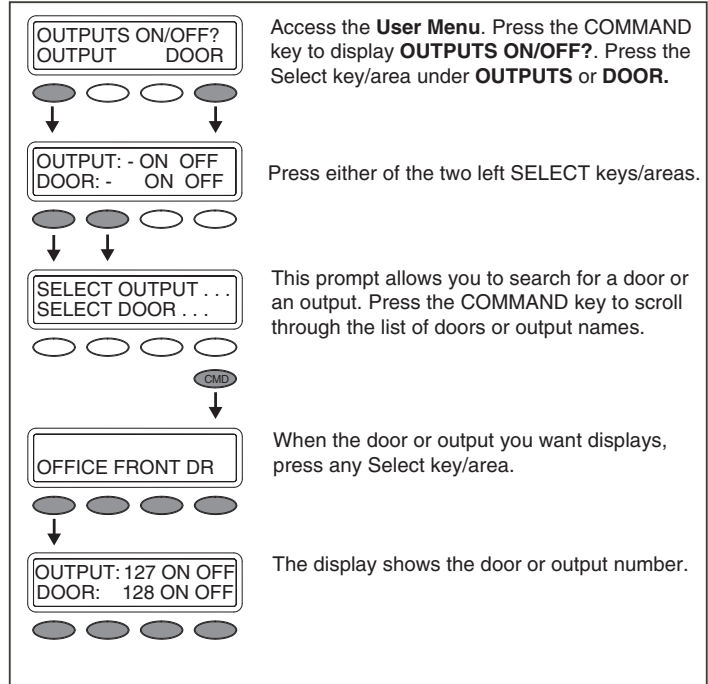 OUTPUTS ON/OFF?
OUTPUT DOOR
Access the User Menu. Press the COMMAND
key to display OUTPUTS ON/OFF?. Press the
Select key/area under OUTPUTS or DOOR.
OUTPUT: - ON OFF
DOOR: - ON OFF
Press either of the two left SELECT keys/areas.
SELECT OUTPUT . . .
SELECT DOOR . . .
This prompt allows you to search for a door or
an output. Press the COMMAND key to scroll
through the list of doors or output names.
CMD
OFFICE FRONT DR
When the door or output you want displays,
press any Select key/area.
OUTPUT: 127 ON OFF
DOOR: 128 ON OFF
The display shows the door or output number.